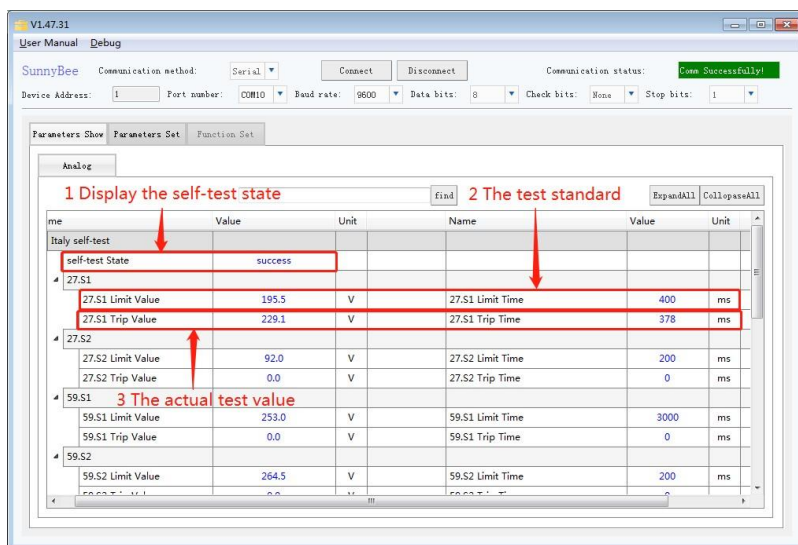 V1.47.31
User Manual Debug
SunnyBee Communication method: Serial Connect Disconnect Communication status: Comm Successfully!
Device Address: 1 Port number: COM10 Baud rate: 9600 Data bits: 8 Check bits: None Stop bits: 1
Parameters Show Parameters Set Function Set
Analog
1 Display the self-test state find 2 The test standard ExpandAll CollopaseAll
me Value Unit Name Value Unit
Italy self-test
self-test State success
27.S1
27.S1 Limit Value 195.5 V 27.S1 Limit Time 400 ms
27.S1 Trip Value 229.1 V 27.S1 Trip Time 378 ms
27.S2
27.S2 Limit Value 92.0 V 27.S2 Limit Time 200 ms
27.S2 Trip Value 0.0 V 27.S2 Trip Time 0 ms
59.S1 3 The actual test value
59.S1 Limit Value 253.0 V 59.S1 Limit Time 3000 ms
59.S1 Trip Value 0.0 V 59.S1 Trip Time 0 ms
59.S2
59.S2 Limit Value 264.5 V 59.S2 Limit Time 200 ms